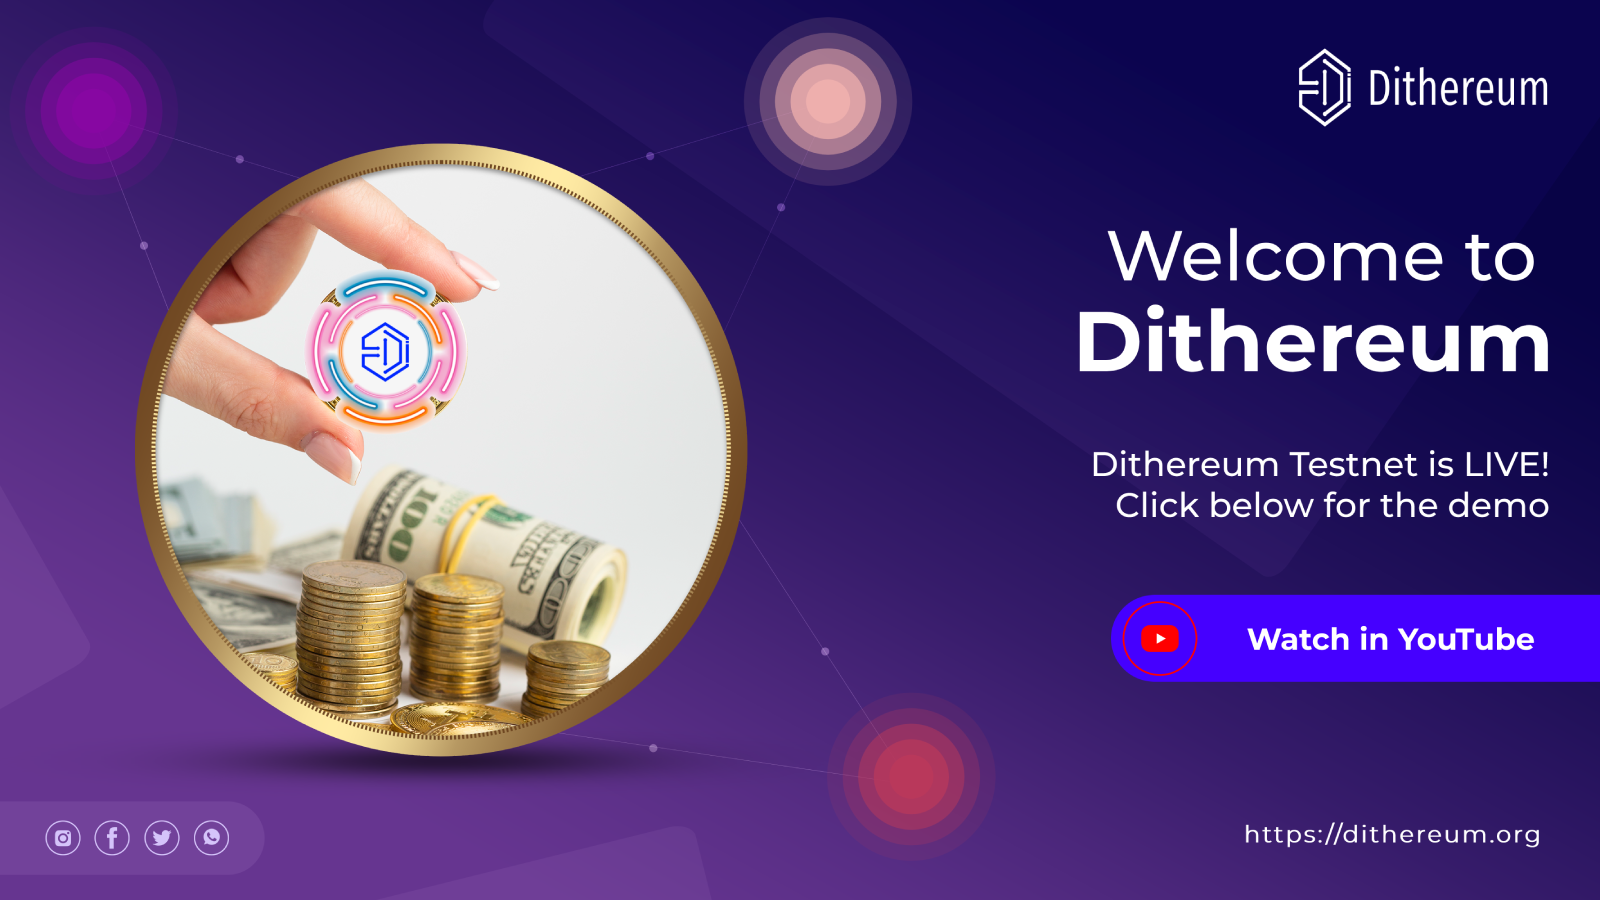 Dithereum
Welcome to
Dithereum
Dithereum Testnet is LIVE!
Click below for the demo
Watch in YouTube
https://dithereum.org
100